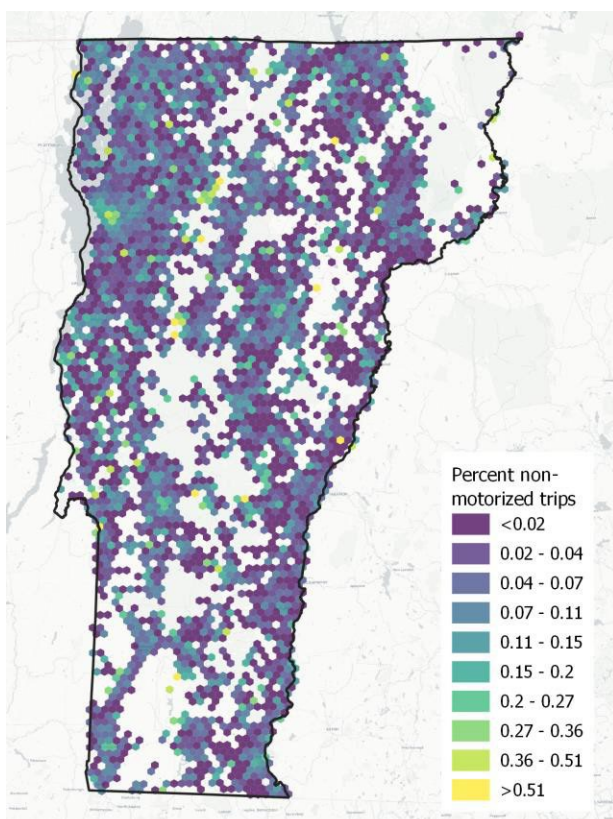 Percent non-
motorized trips
<0.02
0.02 - 0.04
0.04 - 0.07
0.07 - 0.11
0.11 - 0.15
0.15 - 0.2
0.2 - 0.27
0.27 - 0.36
0.36 - 0.51
>0.51